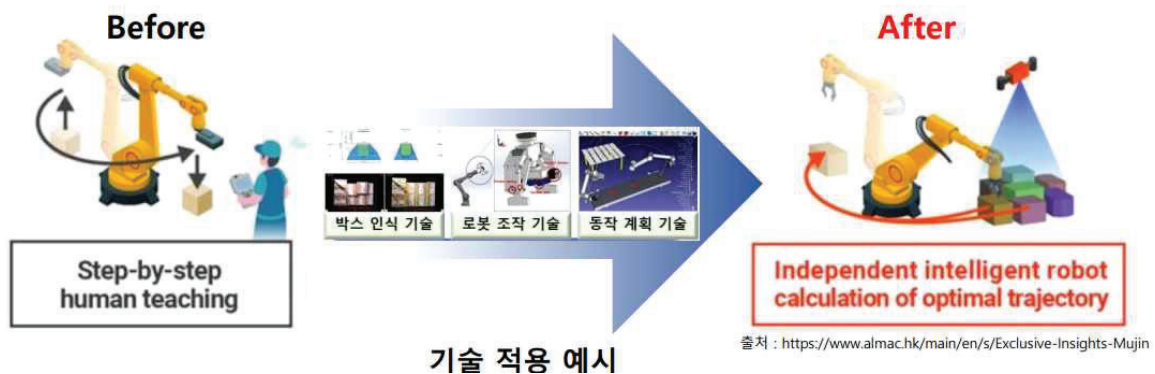 Before
After
박스 인식 기술
로봇 조작 기술
동작 계획 기술
Step-by-step
human teaching
Independent intelligent robot
calculation of optimal trajectory
출처 : https://www.almac.hk/main/en/s/Exclusive-Insights-Mujin
기술 적용 예시